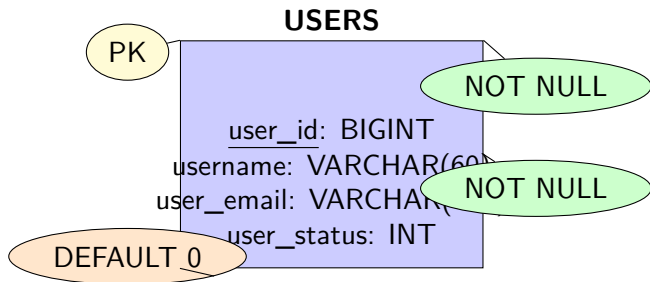 USERS
PK
NOT NULL
user_id: BIGINT
username: VARCHAR(60)
user_email: VARCHAR(
NOT NULL
user_status: INT
DEFAULT 0